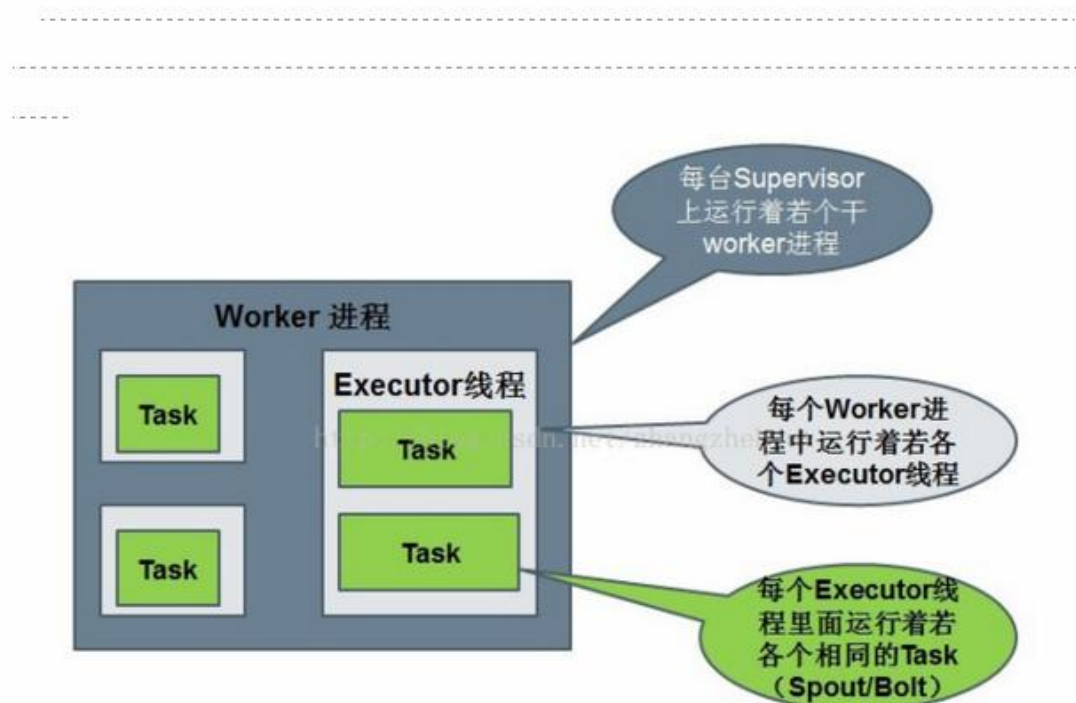 每台Supervisor
上运行着若个干
worker进程
Worker 进程
Executor线程
Task
Task
Task
Task
每个Worker进
程中运行着若各
个Executor线程
每个Executor线
程里面运行着若
各个相同的Task
（Spout/Bolt）